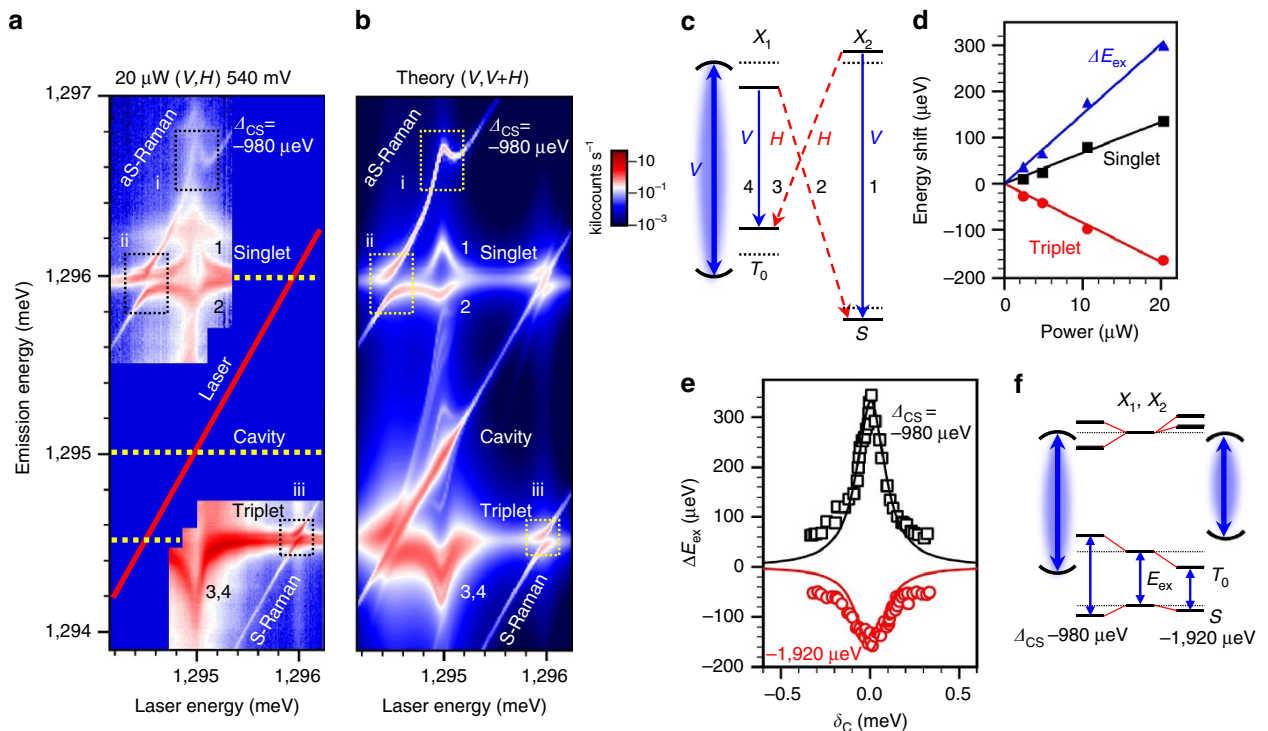 a
20 μW (V,H) 540 mV
1,297
1,296
1,295
1,294
Emission energy (meV)
aS-Raman
Δ_CS=
–980 μeV
i
ii
1
Singlet
2
Laser
Cavity
iii
Triplet
3,4
S-Raman
1,295
1,296
Laser energy (meV)
b
Theory (V,V+H)
aS-Raman
Δ_CS=
–980 μeV
i
ii
1
Singlet
2
Cavity
iii
Triplet
3,4
S-Raman
1,295
1,296
Laser energy (meV)
10
10⁻¹
10⁻³
kilocounts s⁻¹
c
X₁
X₂
V
V
H
H
V
4
3
2
1
T₀
S
d
300
200
100
0
–100
–200
Energy shift (μeV)
ΔE_ex
Singlet
Triplet
0
10
20
Power (μW)
e
300
200
100
0
–100
–200
ΔE_ex (μeV)
Δ_CS=
–980 μeV
–1,920 μeV
–0.5
0.0
0.5
δ_C (meV)
f
X₁, X₂
E_ex
T₀
S
Δ_CS –980 μeV
–1,920 μeV